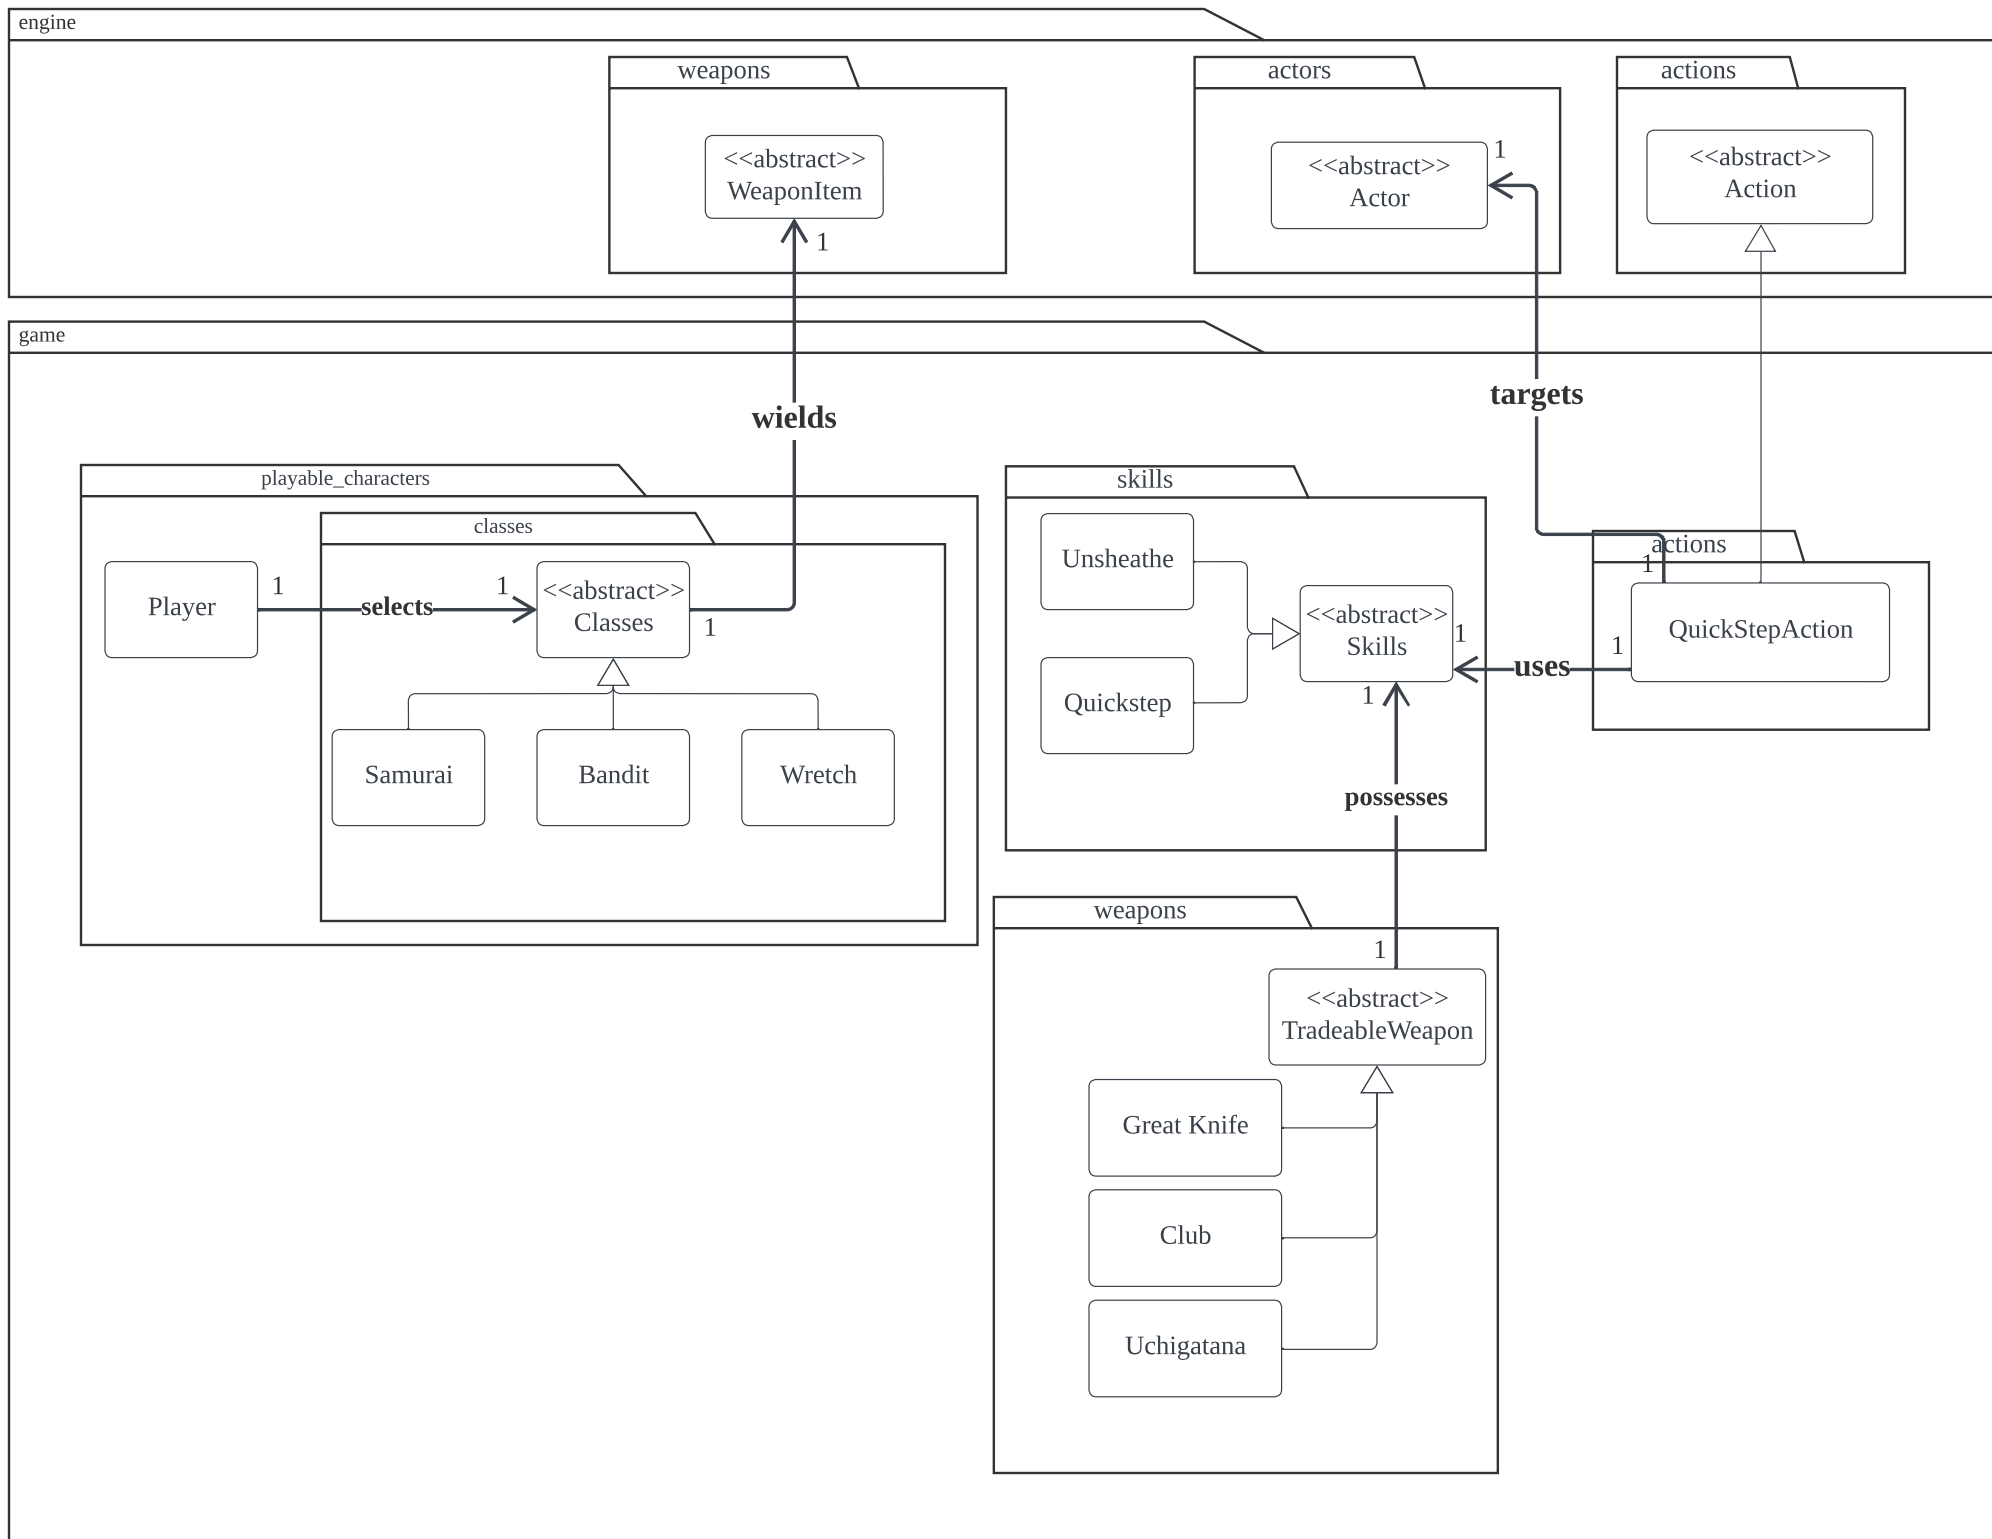 engine
weapons
actors
actions
<<abstract>>
WeaponItem
1
<<abstract>>
Actor
1
<<abstract>>
Action
game
wields
targets
playable_characters
classes
Player
1
selects
1
<<abstract>>
Classes
1
Samurai
Bandit
Wretch
skills
Unsheathe
Quickstep
<<abstract>>
Skills
1
1
uses
actions
1
1
QuickStepAction
possesses
weapons
1
<<abstract>>
TradeableWeapon
Great Knife
Club
Uchigatana